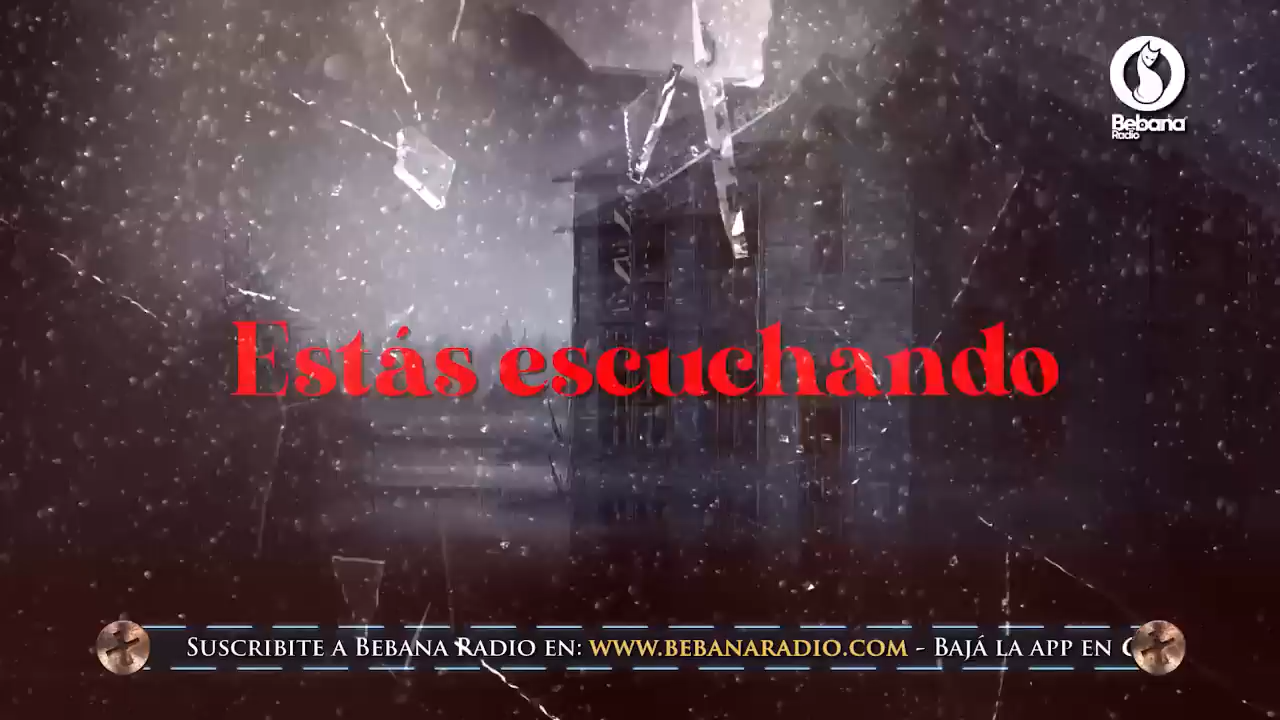 Bebana
Radio
Estás escuchando
SUSCRIBITE A BEBANA RADIO EN: WWW.BEBANARADIO.COM - BAJÁ LA APP EN